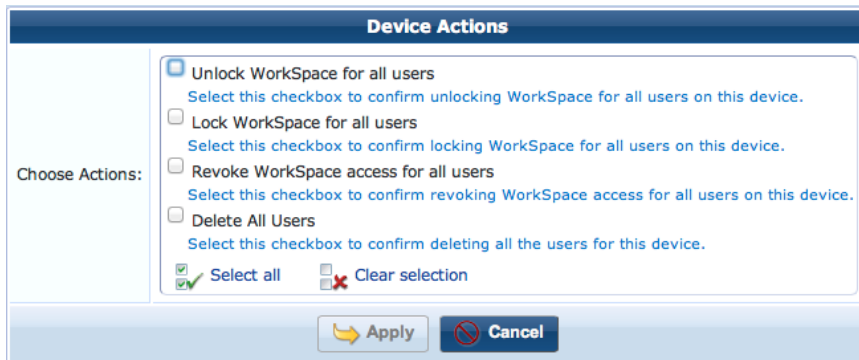 Device Actions
Choose Actions:
Unlock WorkSpace for all users
Select this checkbox to confirm unlocking WorkSpace for all users on this device.
Lock WorkSpace for all users
Select this checkbox to confirm locking WorkSpace for all users on this device.
Revoke WorkSpace access for all users
Select this checkbox to confirm revoking WorkSpace access for all users on this device.
Delete All Users
Select this checkbox to confirm deleting all the users for this device.
Select all Clear selection
Apply Cancel